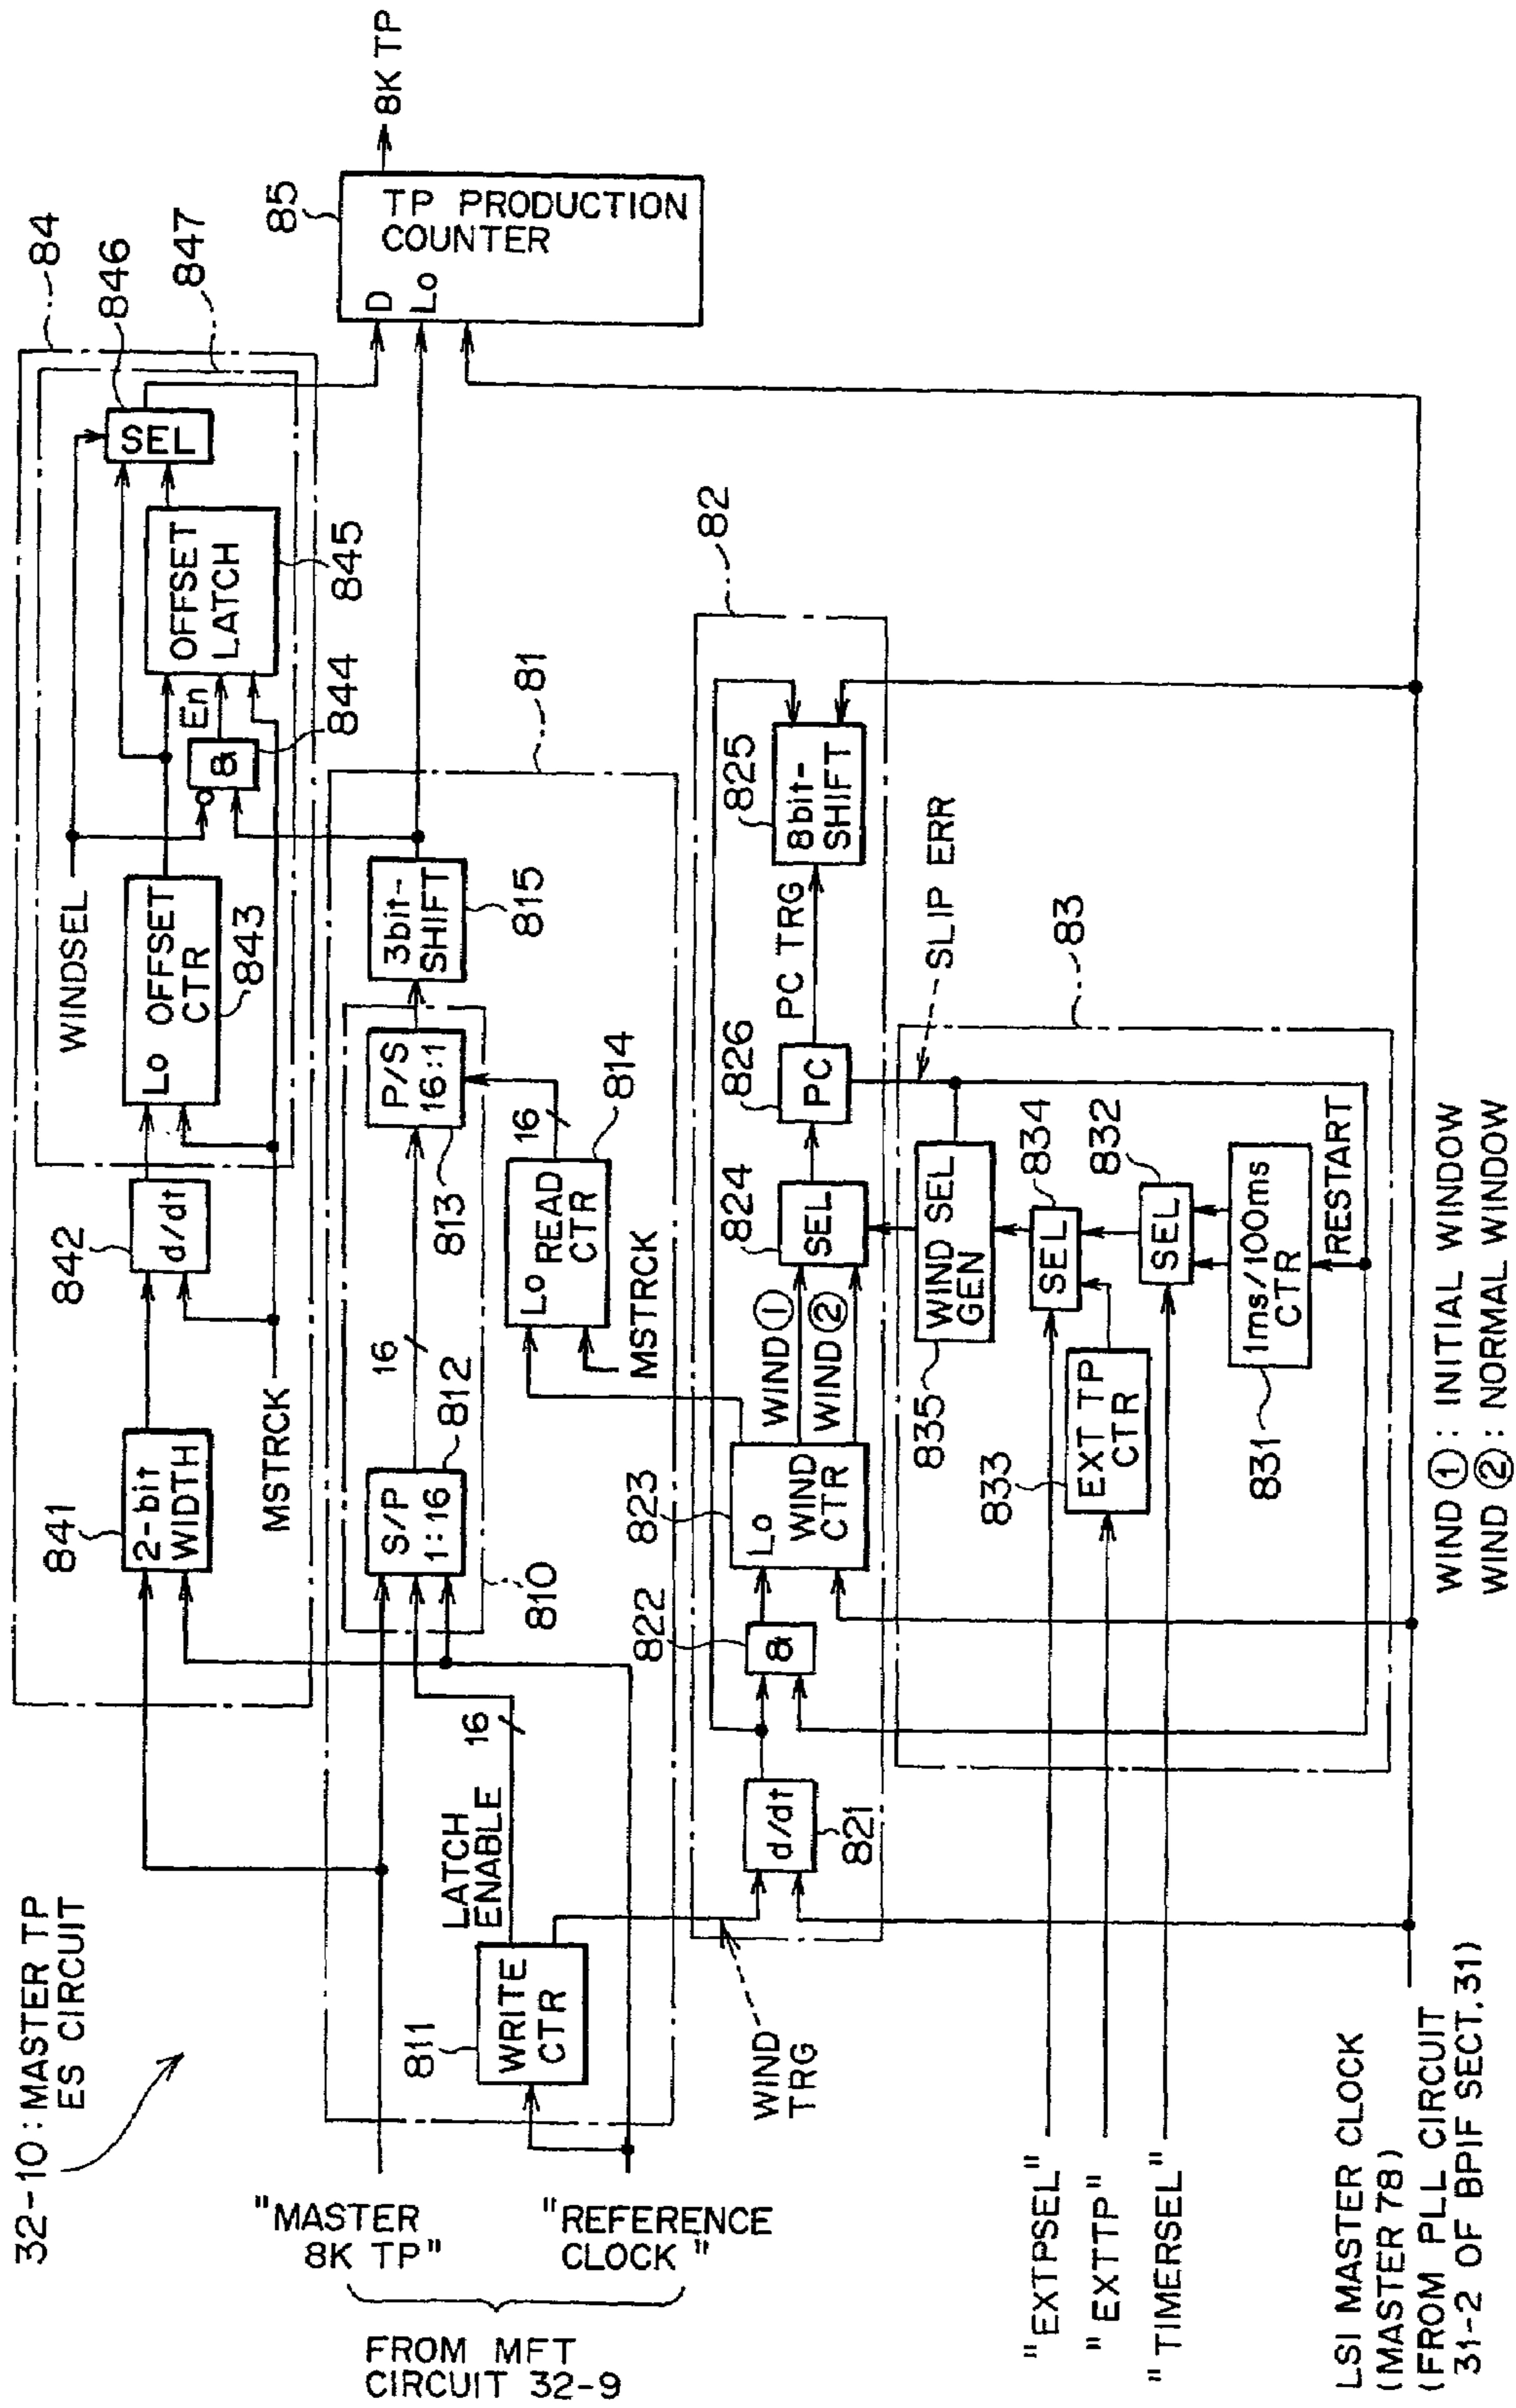 32-10:MASTER TP
ES CIRCUIT
84
846
847
SEL
WINDSEL
OFFSET
LATCH
845
En
&
844
Lo OFFSET
CTR
843
842
d/dt
MSTRCK
841
2-bit
WIDTH
85
TP PRODUCTION
COUNTER
D
Lo
8K TP
81
3bit-
SHIFT
815
P/S
16:1
813
16
814
Lo READ
CTR
MSTRCK
16
812
S/P
1:16
810
16
LATCH
ENABLE
811
WRITE
CTR
"MASTER
8K TP"
"REFERENCE
CLOCK"
FROM MFT
CIRCUIT 32-9
WIND
TRG
82
825
8bit-
SHIFT
PC TRG
826
PC
824
SEL
WIND①
WIND②
823
Lo
WIND
CTR
822
&
d/dt
821
SLIP ERR
83
WIND SEL
GEN
835
834
SEL
832
SEL
833
EXT TP
CTR
1ms/100ms
CTR
831
RESTART
"EXTPSEL"
"EXTTP"
"TIMERSEL"
LSI MASTER CLOCK
(MASTER 78)
(FROM PLL CIRCUIT
31-2 OF BPIF SECT.31)
WIND①: INITIAL WINDOW
WIND②: NORMAL WINDOW